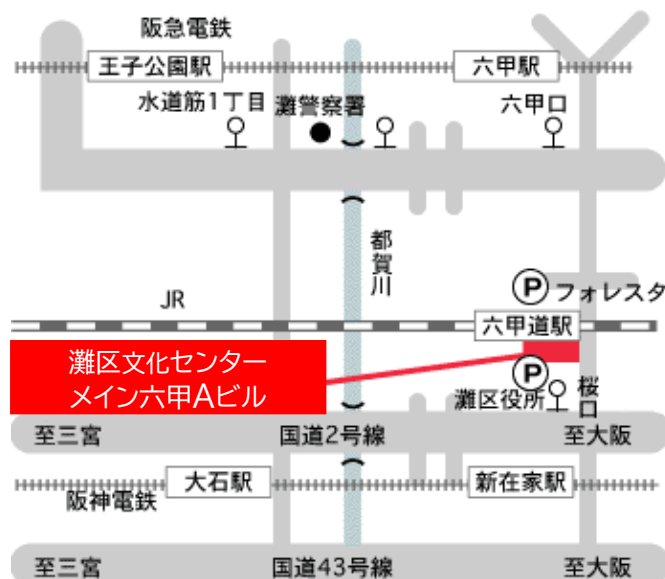 阪急電鉄
王子公園駅
六甲駅
水道筋1丁目
灘警察署
六甲口
都賀川
P
フォレスタ
JR
六甲道駅
灘区文化センター
メイン六甲Aビル
P
灘区役所
桜口
至三宮
国道2号線
至大阪
大石駅
新在家駅
阪神電鉄
至三宮
国道43号線
至大阪